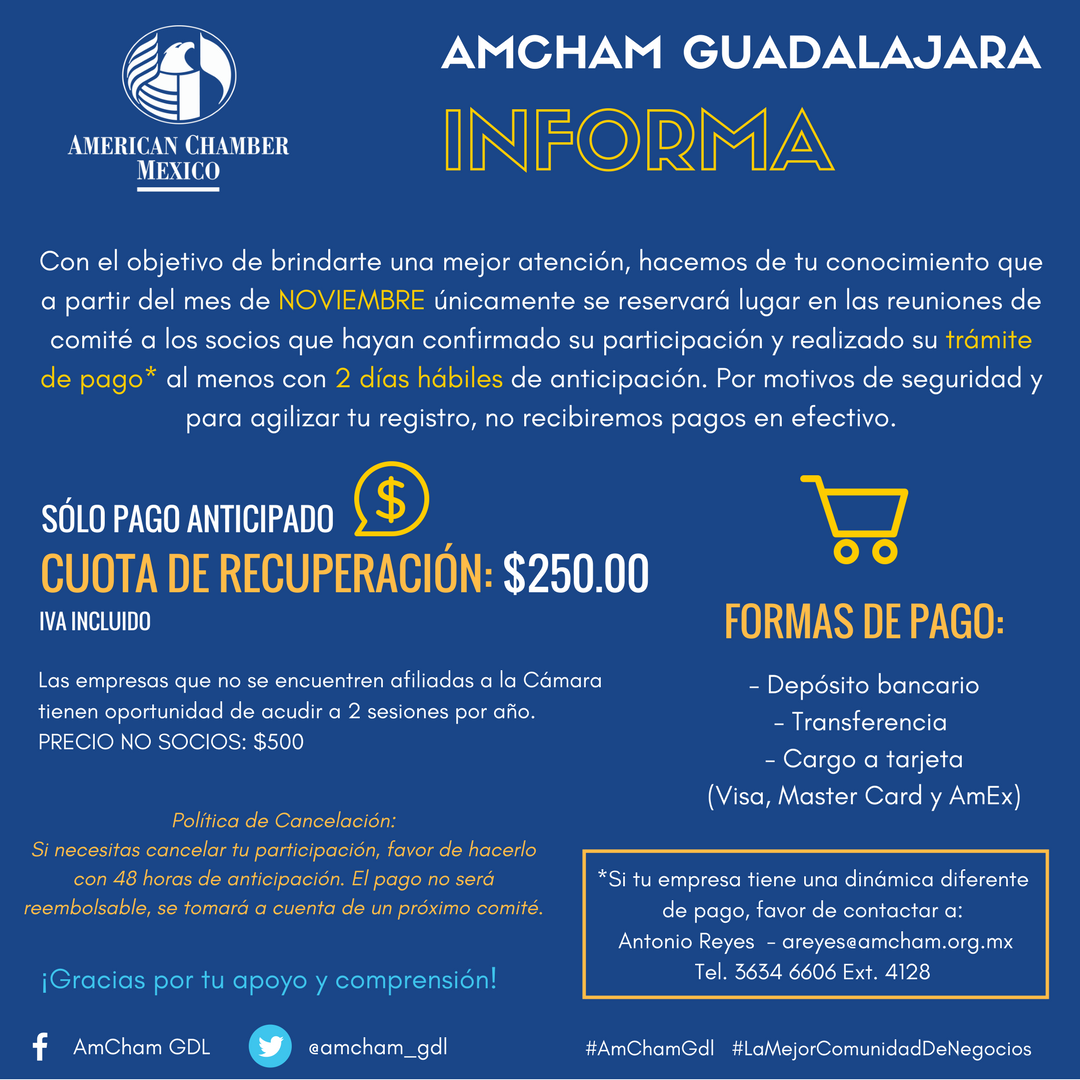 AMERICAN CHAMBER
MEXICO
AMCHAM GUADALAJARA
INFORMA
Con el objetivo de brindarte una mejor atención, hacemos de tu conocimiento que
a partir del mes de NOVIEMBRE únicamente se reservará lugar en las reuniones de
comité a los socios que hayan confirmado su participación y realizado su trámite
de pago* al menos con 2 días hábiles de anticipación. Por motivos de seguridad y
para agilizar tu registro, no recibiremos pagos en efectivo.
SÓLO PAGO ANTICIPADO
$
CUOTA DE RECUPERACIÓN: $250.00
IVA INCLUIDO
Las empresas que no se encuentren afiliadas a la Cámara
tienen oportunidad de acudir a 2 sesiones por año.
PRECIO NO SOCIOS: $500
FORMAS DE PAGO:
- Depósito bancario
- Transferencia
- Cargo a tarjeta
(Visa, Master Card y AmEx)
Política de Cancelación:
Si necesitas cancelar tu participación, favor de hacerlo
con 48 horas de anticipación. El pago no será
reembolsable, se tomará a cuenta de un próximo comité.
*Si tu empresa tiene una dinámica diferente
de pago, favor de contactar a:
Antonio Reyes - areyes@amcham.org.mx
Tel. 3634 6606 Ext. 4128
¡Gracias por tu apoyo y comprensión!
f AmCham GDL
@amcham_gdl
#AmChamGdl #LaMejorComunidadDeNegocios